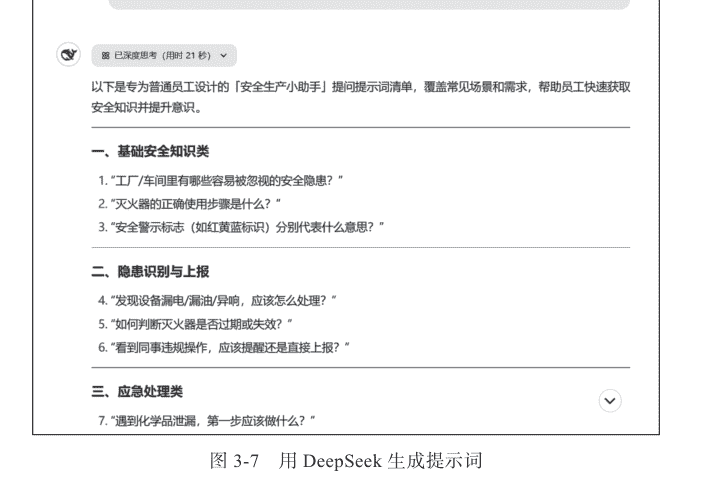 已深度思考（用时 21 秒）
以下是专为普通员工设计的「安全生产小助手」提问提示词清单，覆盖常见场景和需求，帮助员工快速获取
安全知识并提升意识。
一、基础安全知识类
1. “工厂/车间里有哪些容易被忽视的安全隐患？”
2. “灭火器的正确使用步骤是什么？”
3. “安全警示标志（如红黄蓝标识）分别代表什么意思？”
二、隐患识别与上报
4. “发现设备漏电/漏油/异响，应该怎么处理？”
5. “如何判断灭火器是否过期或失效？”
6. “看到同事违规操作，应该提醒还是直接上报？”
三、应急处理类
7. “遇到化学品泄漏，第一步应该做什么？”
图 3-7　用 DeepSeek 生成提示词